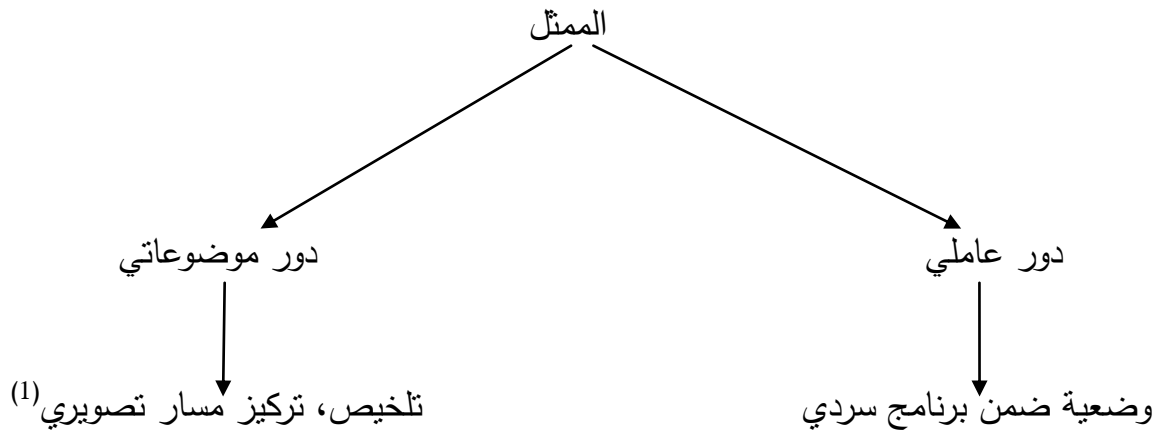 الممثل
دور عاملي
دور موضوعاتي
وضعية ضمن برنامج سردي
تلخيص، تركيز مسار تصويري(1)